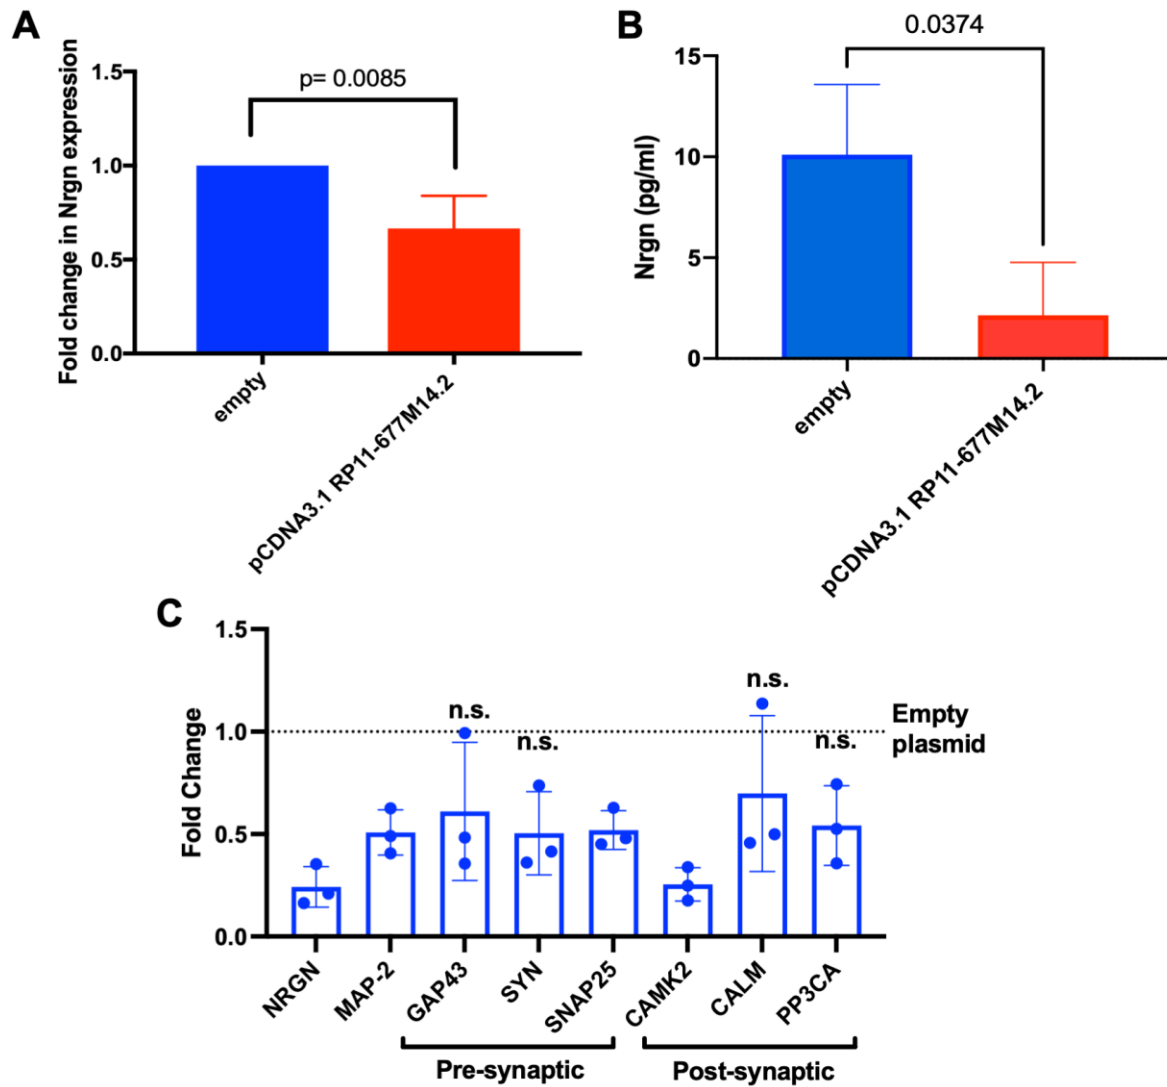 A
Fold change in Nrgn expression
1.5
1.0
0.5
0.0
p= 0.0085
empty
pCDNA3.1 RP11-677M14.2
B
Nrgn (pg/ml)
15
10
5
0
0.0374
empty
pCDNA3.1 RP11-677M14.2
C
Fold Change
1.5
1.0
0.5
0.0
n.s.
n.s.
n.s.
n.s.
Empty
plasmid
NRGN
MAP-2
GAP43
SYN
SNAP25
CAMK2
CALM
PP3CA
Pre-synaptic
Post-synaptic